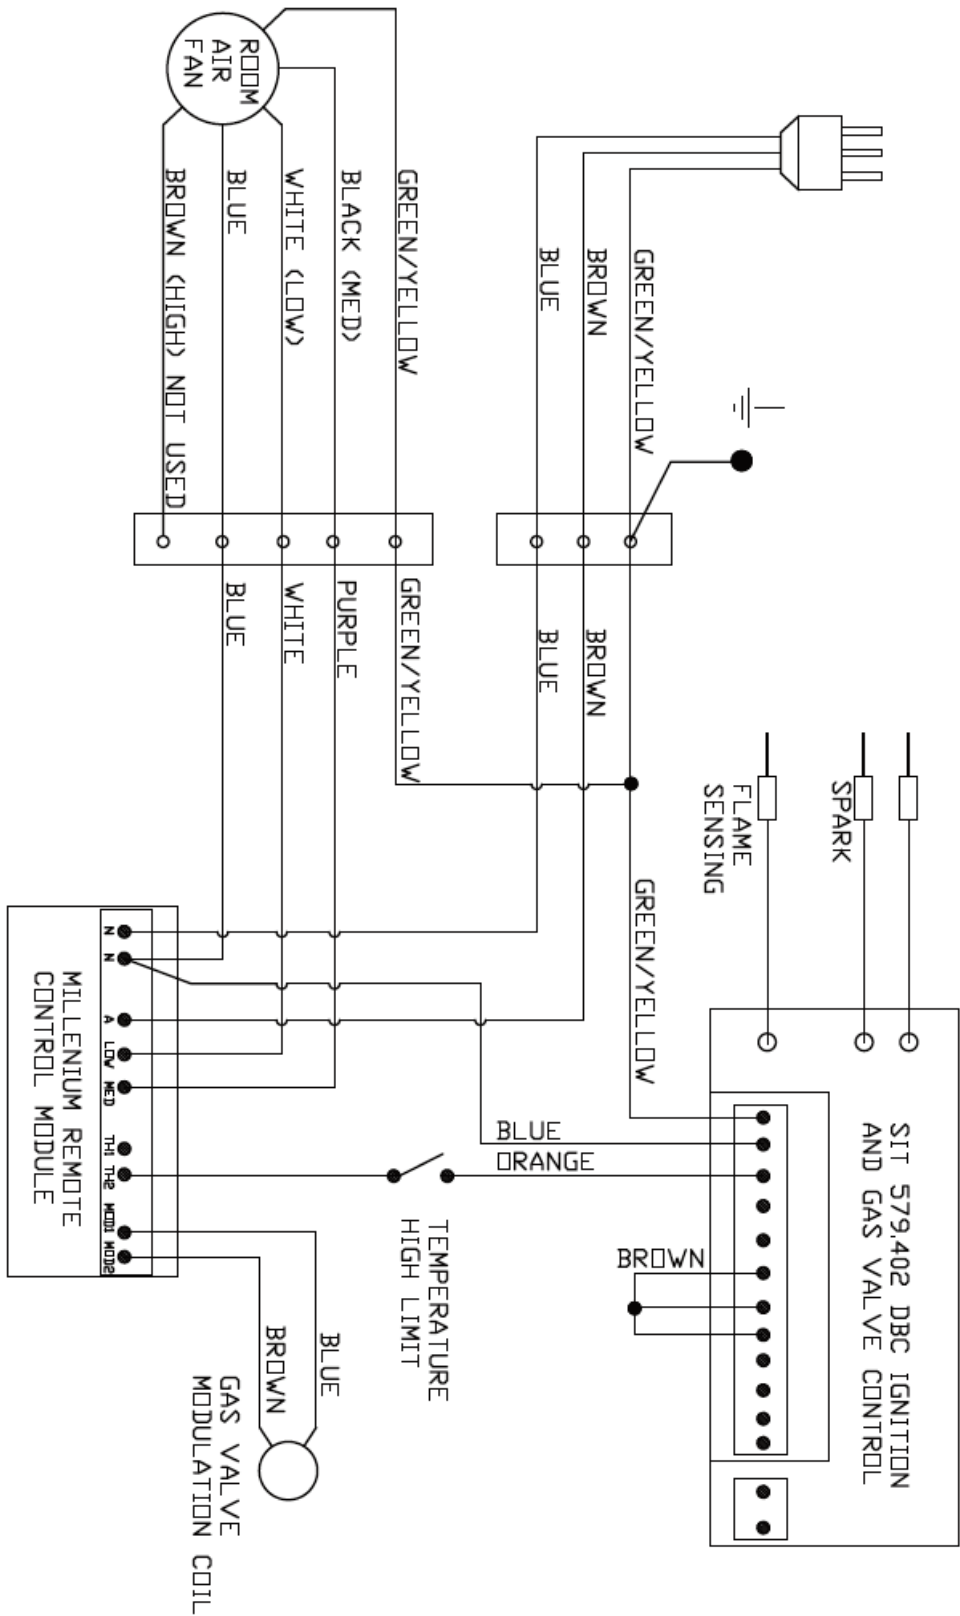 ROOM
AIR
FAN
GREEN/YELLOW
BLACK (MED)
WHITE (LOW)
BLUE
BROWN (HIGH) NOT USED
GREEN/YELLOW
BROWN
BLUE
GREEN/YELLOW
PURPLE
WHITE
BLUE
BROWN
BLUE
SPARK
FLAME
SENSING
GREEN/YELLOW
N
N
A
LOW
MED
TH1
TH2
MOD1
MOD2
MILLENIUM REMOTE
CONTROL MODULE
BLUE
ORANGE
TEMPERATURE
HIGH LIMIT
BROWN
SIT 579,402 DBC IGNITION
AND GAS VALVE CONTROL
BLUE
BROWN
GAS VALVE
MODULATION COIL